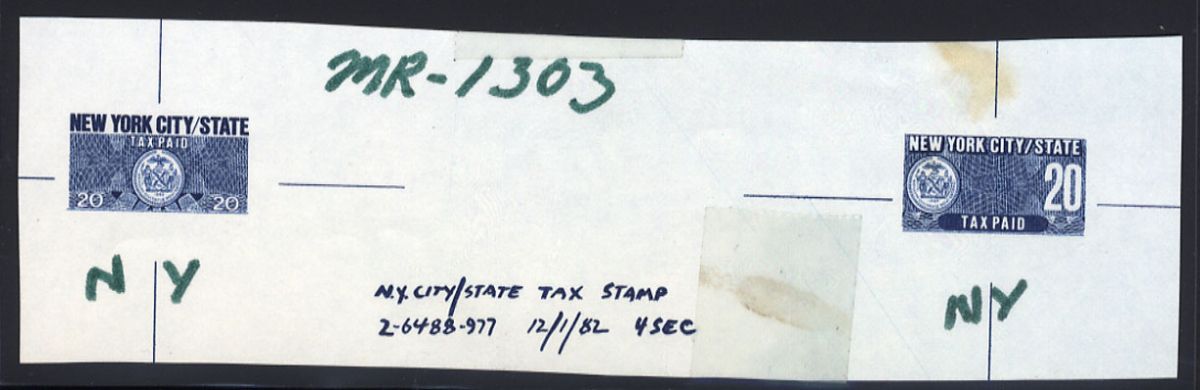 MR-1303
NEW YORK CITY/STATE
TAX PAID
20 20
NEW YORK CITY/STATE
20
TAX PAID
N Y
NY
N.Y. CITY/STATE TAX STAMP
2-6488-977 12/1/82 4SEC